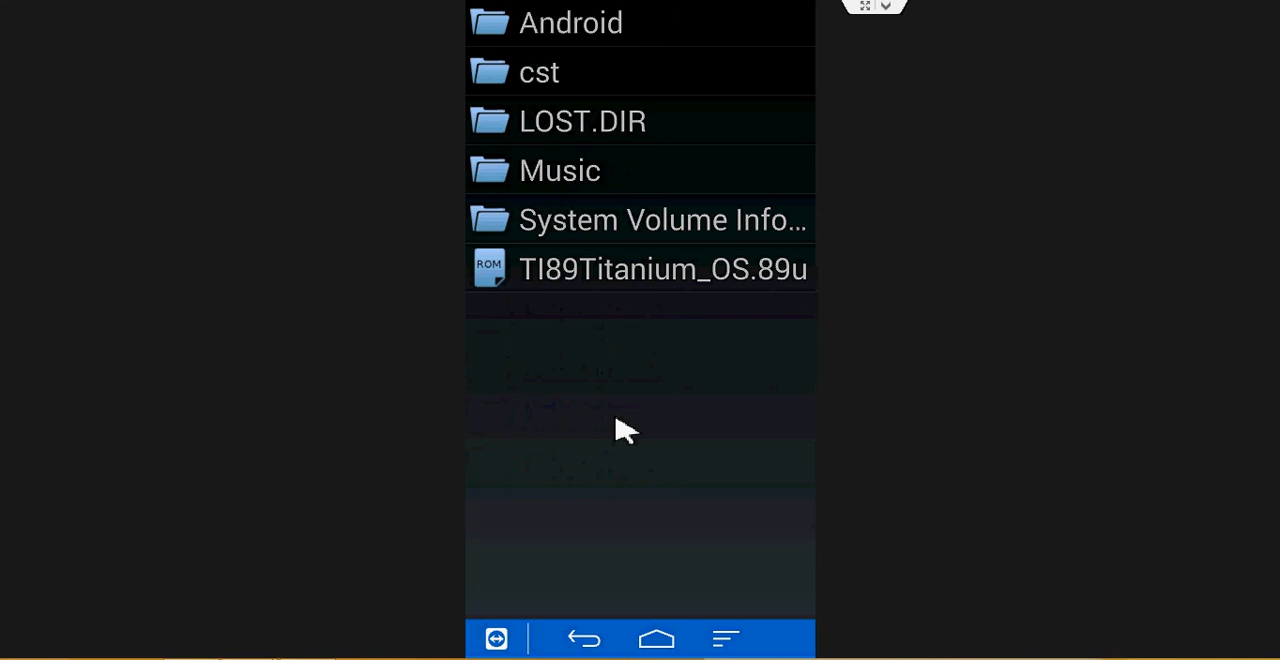 Android
cst
LOST.DIR
Music
System Volume Info...
ROM
TI89Titanium_OS.89u